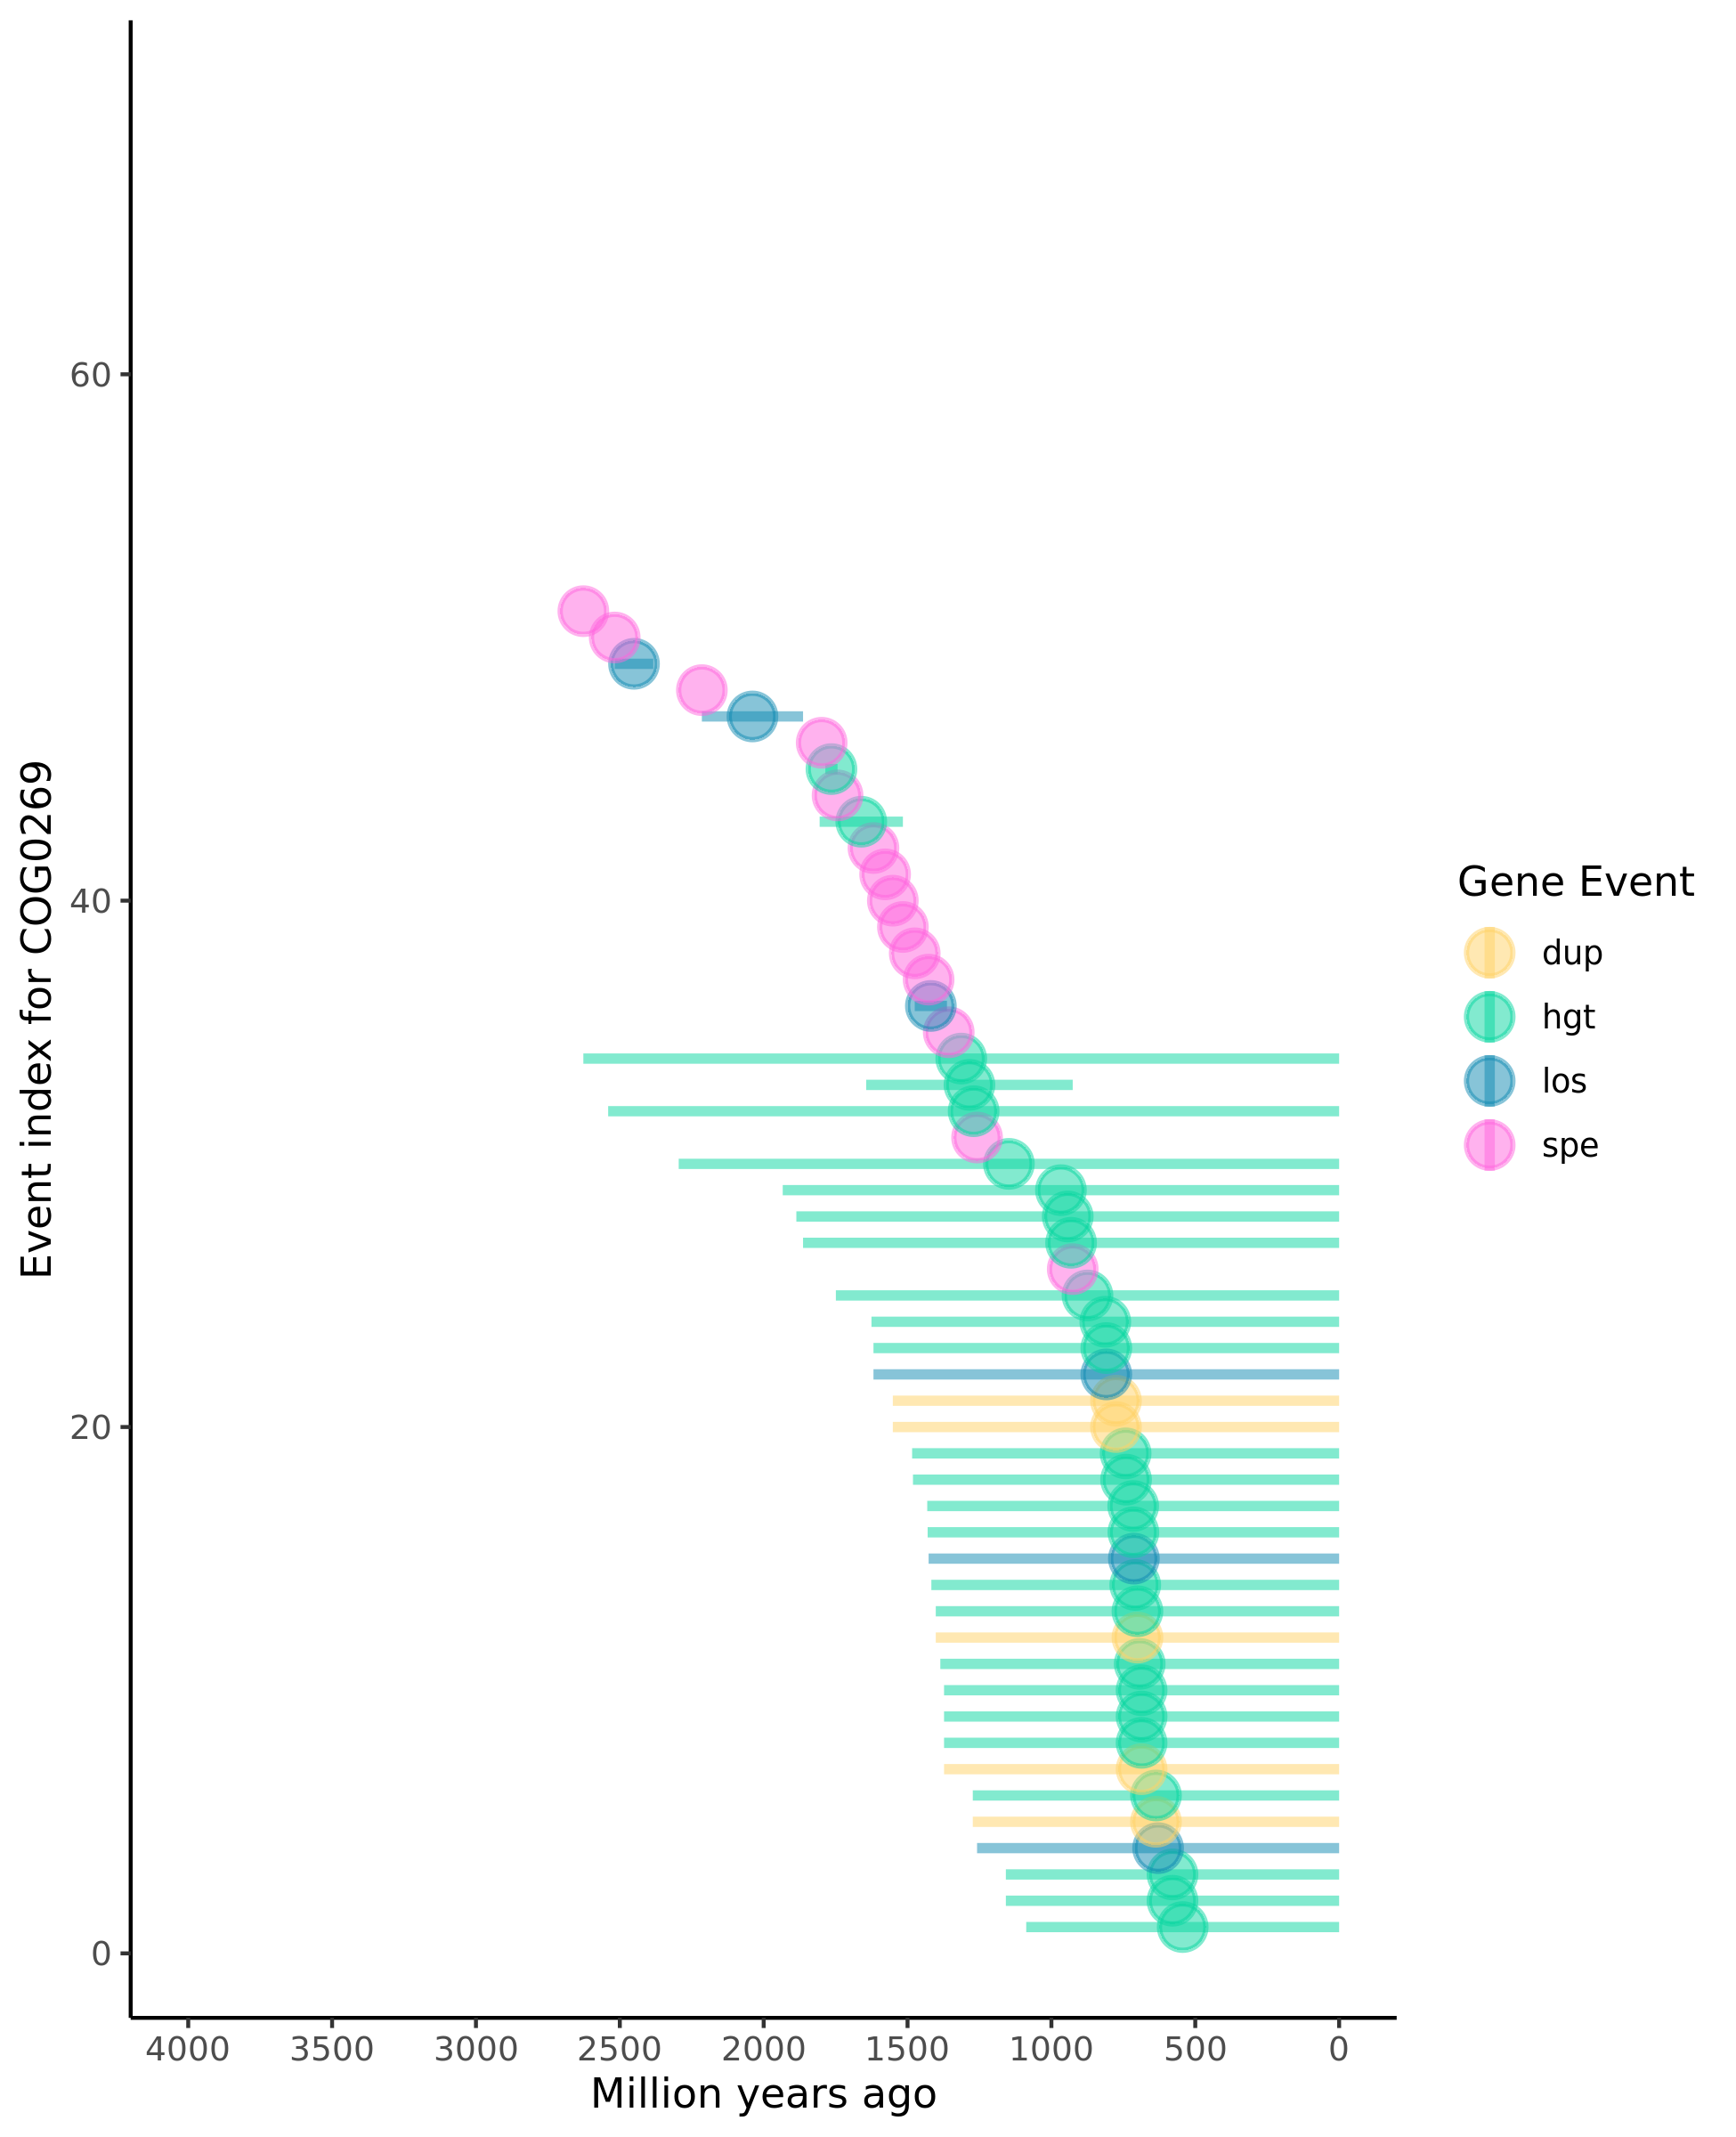 Event index for COG0269
60
40
20
0
4000 3500 3000 2500 2000 1500 1000 500 0
Million years ago
Gene Event
dup
hgt
los
spe